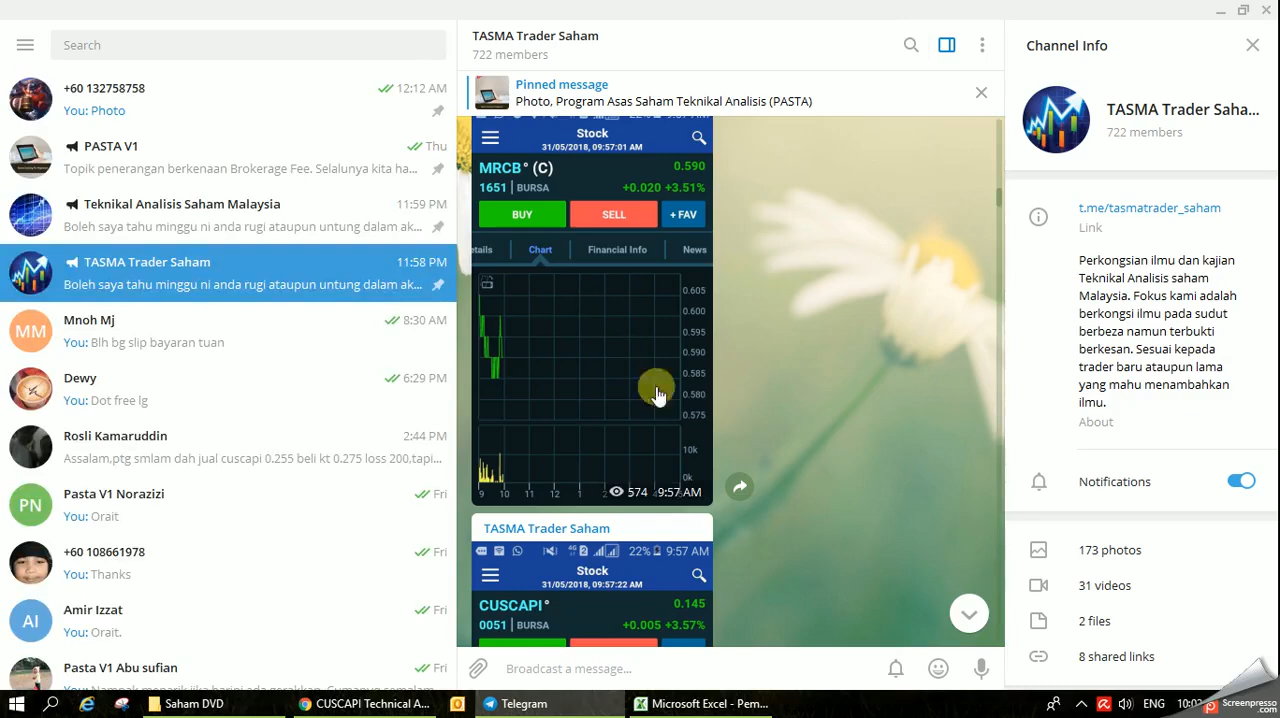 Search
+60 132758758
12:12 AM
You: Photo
PASTA V1
Thu
Topik penerangan berkenaan Brokerage Fee. Selalunya kita ha...
Teknikal Analisis Saham Malaysia
11:59 PM
Boleh saya tahu minggu ni anda rugi ataupun untung dalam ak...
TASMA Trader Saham
11:58 PM
Boleh saya tahu minggu ni anda rugi ataupun untung dalam ak...
MM
Mnoh Mj
8:30 AM
You: Blh bg slip bayaran tuan
Dewy
6:29 PM
You: Dot free lg
Rosli Kamaruddin
2:44 PM
Assalam,ptg smlam dah jual cuscapi 0.255 beli kt 0.275 loss 200,tapi...
PN
Pasta V1 Norazizi
Fri
You: Orait
+60 108661978
Fri
You: Thanks
AI
Amir Izzat
Fri
You: Orait.
Pasta V1 Abu sufian
Fri
TASMA Trader Saham
722 members
Pinned message
Photo, Program Asas Saham Teknikal Analisis (PASTA)
Stock
31/05/2018, 09:57:01 AM
MRCB° (C)
0.590
1651 | BURSA
+0.020 +3.51%
BUY
SELL
+ FAV
etails
Chart
Financial Info
News
0.605
0.600
0.595
0.590
0.585
0.580
0.575
10k
0k
9 10 11 12 1
574 9:57 AM
TASMA Trader Saham
22% 9:57 AM
Stock
31/05/2018, 09:57:22 AM
CUSCAPI°
0.145
0051 | BURSA
+0.005 +3.57%
Broadcast a message...
Channel Info
TASMA Trader Saha...
722 members
t.me/tasmatrader_saham
Link
Perkongsian ilmu dan kajian
Teknikal Analisis saham
Malaysia. Fokus kami adalah
berkongsi ilmu pada sudut
berbeza namun terbukti
berkesan. Sesuai kepada
trader baru ataupun lama
yang mahu menambahkan
ilmu.
About
Notifications
173 photos
31 videos
2 files
8 shared links
Saham DVD
CUSCAPI Technical A...
Telegram
Microsoft Excel - Pem...
ENG
Screenpresso
.com